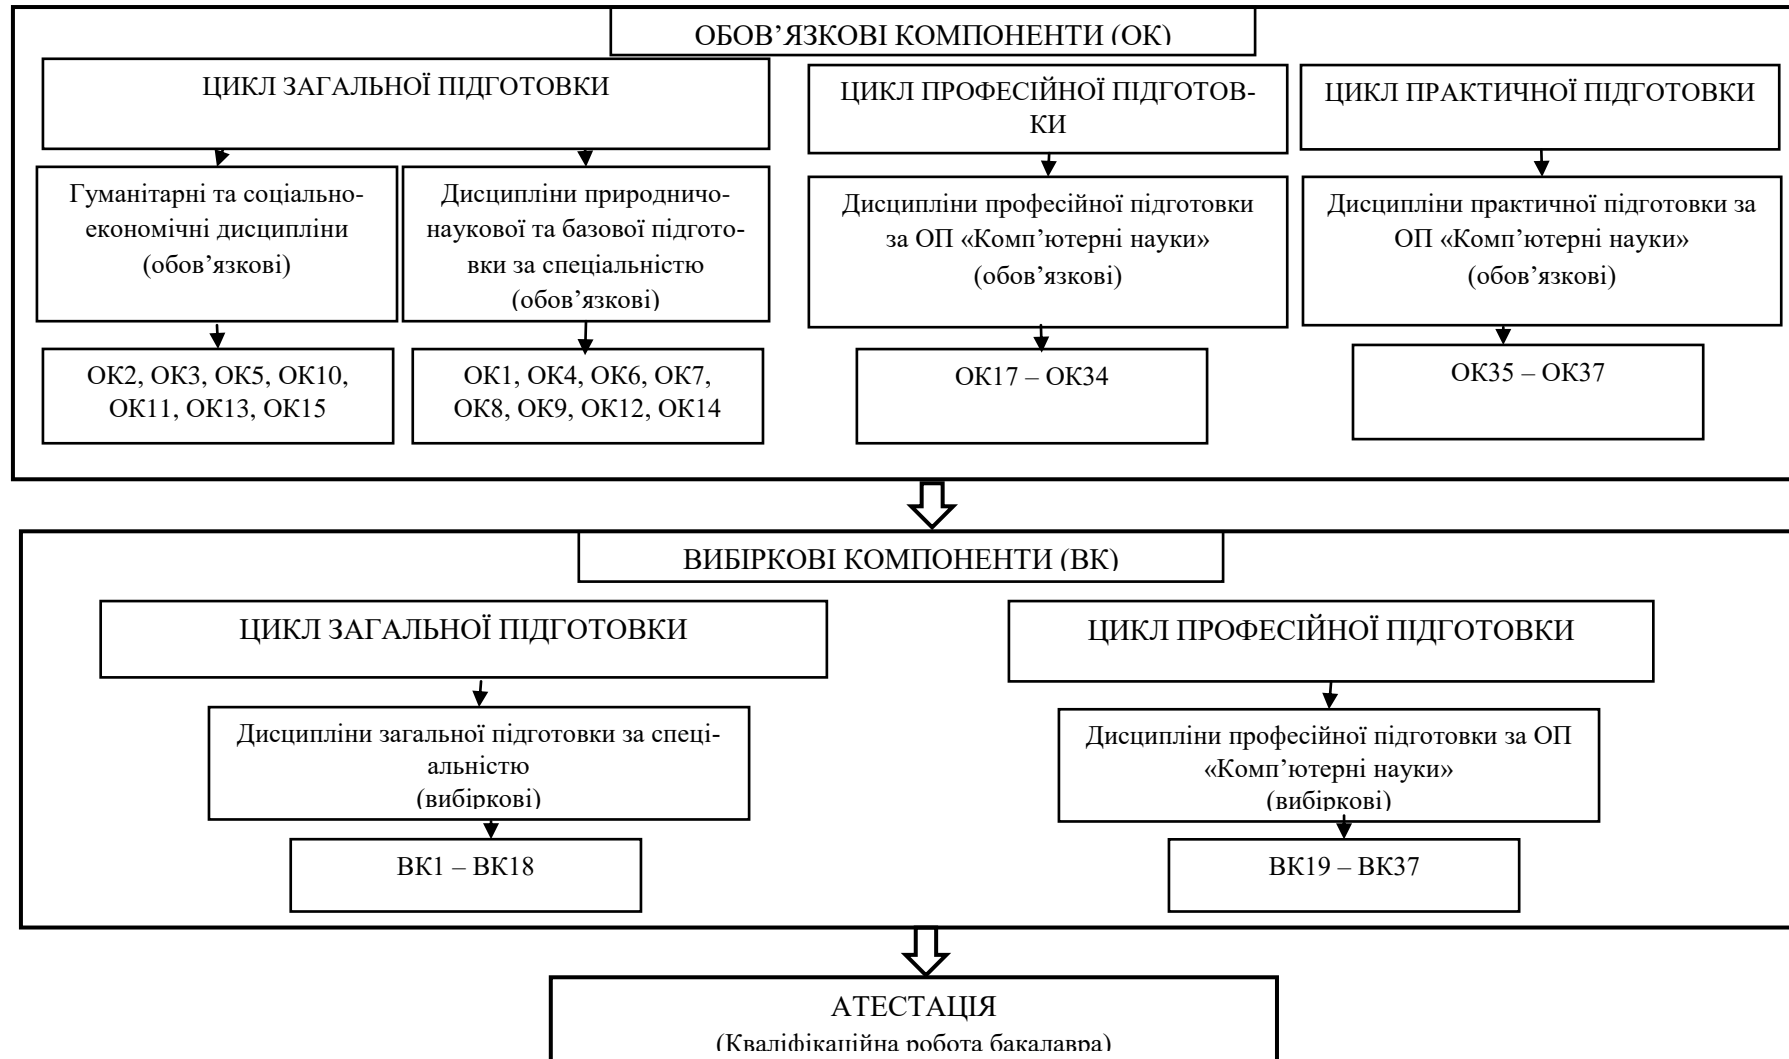 ОБОВ’ЯЗКОВІ КОМПОНЕНТИ (ОК)
ЦИКЛ ЗАГАЛЬНОЇ ПІДГОТОВКИ
ЦИКЛ ПРОФЕСІЙНОЇ ПІДГОТОВ-
КИ
ЦИКЛ ПРАКТИЧНОЇ ПІДГОТОВКИ
Гуманітарні та соціально-
економічні дисципліни
(обов’язкові)
Дисципліни природничо-
наукової та базової підгото-
вки за спеціальністю
(обов’язкові)
Дисципліни професійної підготовки
за ОП «Комп’ютерні науки»
(обов’язкові)
Дисципліни практичної підготовки за
ОП «Комп’ютерні науки»
(обов’язкові)
ОК2, ОК3, ОК5, ОК10,
ОК11, ОК13, ОК15
ОК1, ОК4, ОК6, ОК7,
ОК8, ОК9, ОК12, ОК14
ОК17 – ОК34
ОК35 – ОК37
ВИБІРКОВІ КОМПОНЕНТИ (ВК)
ЦИКЛ ЗАГАЛЬНОЇ ПІДГОТОВКИ
ЦИКЛ ПРОФЕСІЙНОЇ ПІДГОТОВКИ
Дисципліни загальної підготовки за спеці-
альністю
(вибіркові)
Дисципліни професійної підготовки за ОП
«Комп’ютерні науки»
(вибіркові)
ВК1 – ВК18
ВК19 – ВК37
АТЕСТАЦІЯ
(Кваліфікаційна робота бакалавра)